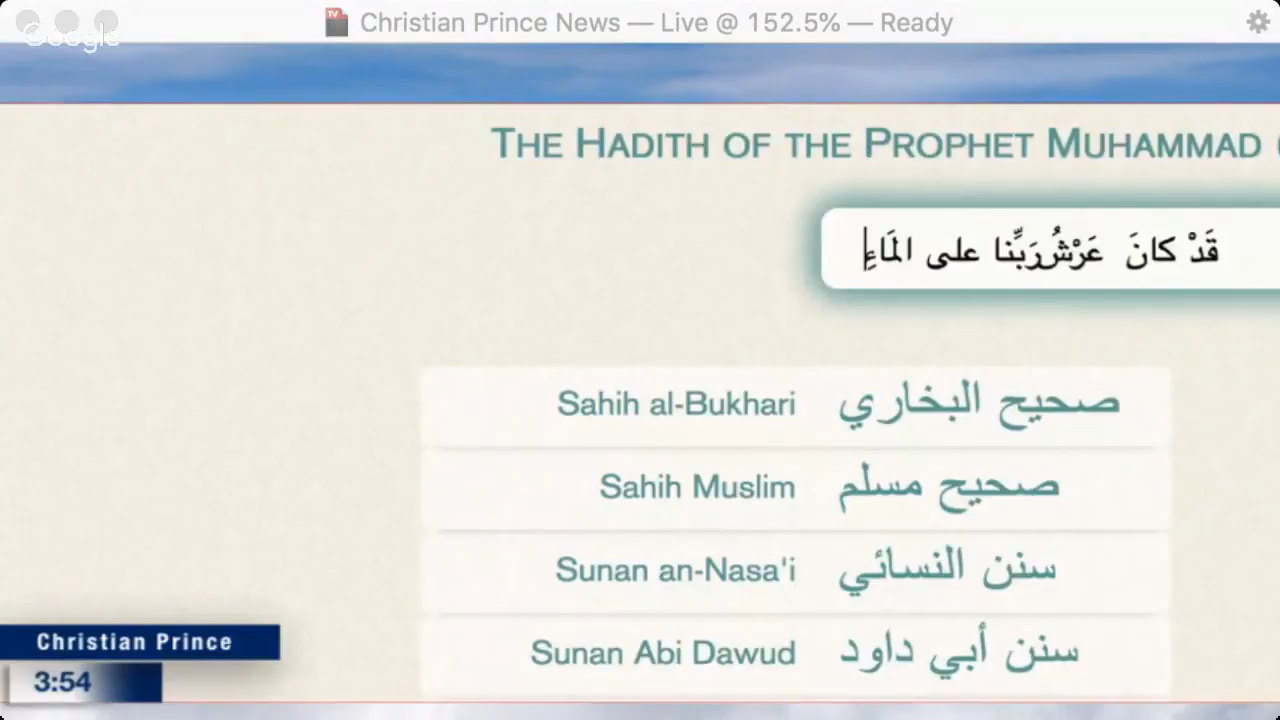 Christian Prince News — Live @ 152.5% — Ready
Google
THE HADITH OF THE PROPHET MUHAMMAD
قَدْ كانَ عَرْشُرَبِّنا على المَاءِ
Sahih al-Bukhari صحيح البخاري
Sahih Muslim صحيح مسلم
Sunan an-Nasa'i سنن النسائي
Sunan Abi Dawud سنن أبي داود
Christian Prince
3:54